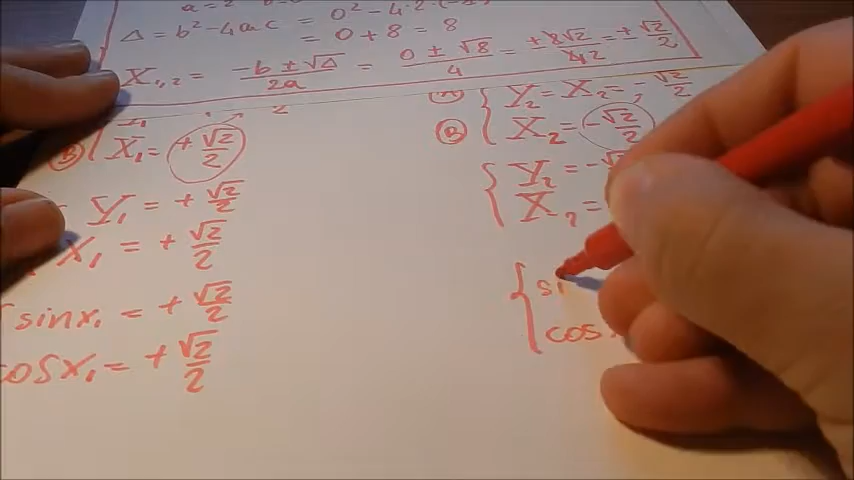 a = 2
Δ = b² - 4ac = 0² - 4·2·(-
= 0 + 8 = 8
X₁,₂ = (-b ± √Δ)/2a = (0 ± √8)/4 = ± 8√2/4·2 = ± √2/2
Ⓑ X₁ = + √2/2
Y₁ = + √2/2
X₁ = + √2/2
sinx₁ = + √2/2
cosx₁ = + √2/2
Y₂ = X₂ = - √2/2
Ⓑ X₂ = - √2/2
Y₂ = - √
X₂ =
si
cos